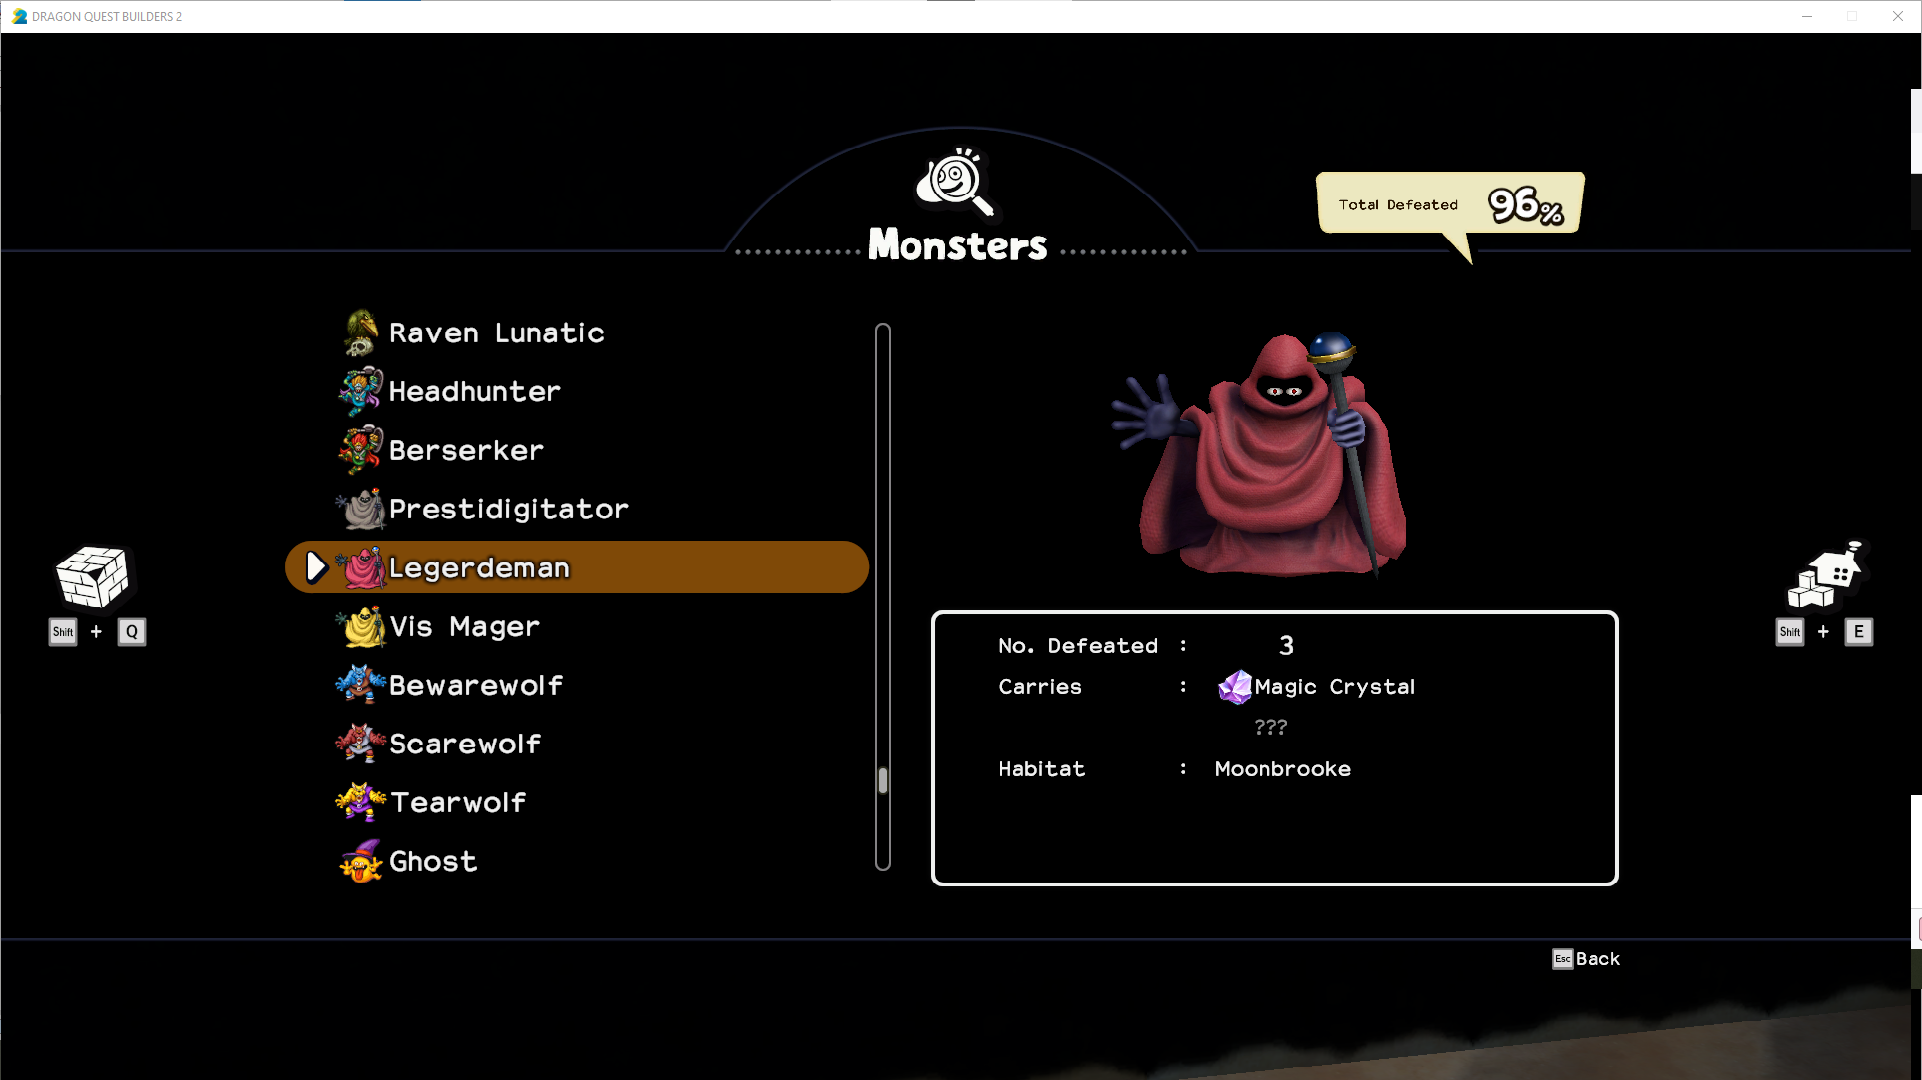 DRAGON QUEST BUILDERS 2
Total Defeated 96%
Monsters
Raven Lunatic
Headhunter
Berserker
Prestidigitator
Legerdeman
Vis Mager
Bewarewolf
Scarewolf
Tearwolf
Ghost
Shift + Q
No. Defeated : 3
Carries : Magic Crystal
???
Habitat : Moonbrooke
Shift + E
Esc Back